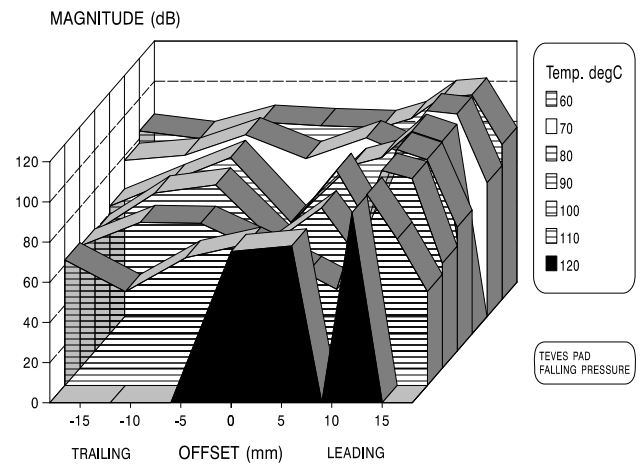 MAGNITUDE (dB)
120
100
80
60
40
20
0
-15 -10 -5 0 5 10 15
TRAILING OFFSET (mm) LEADING
Temp. degC
60
70
80
90
100
110
120
TEVES PAD
FALLING PRESSURE